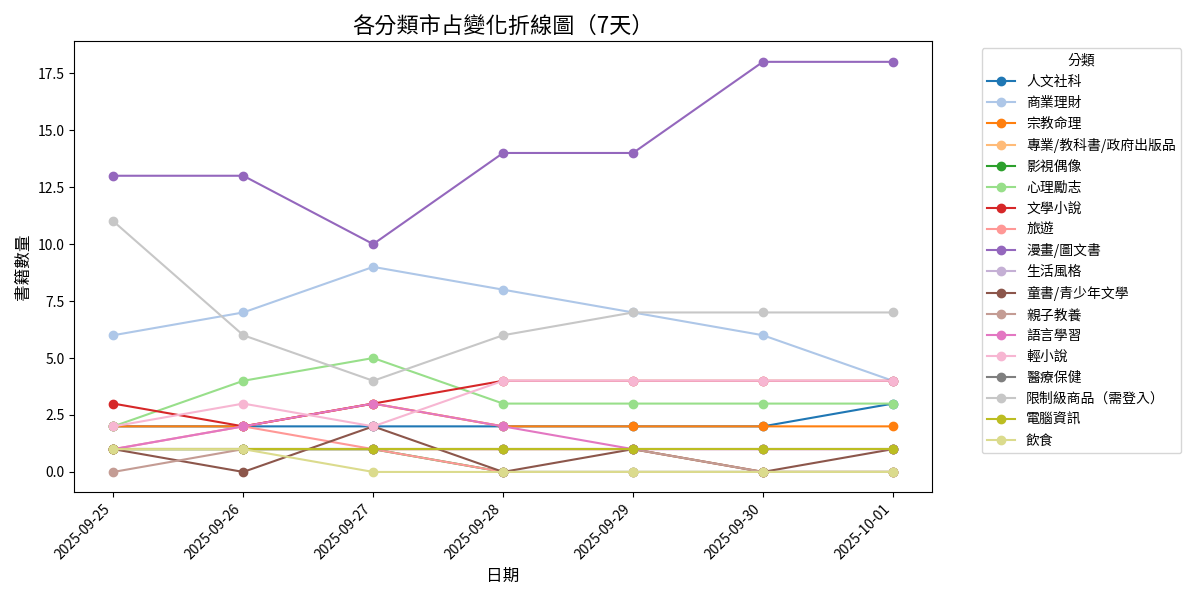 各分類市占變化折線圖（7天）
書籍數量
17.5
15.0
12.5
10.0
7.5
5.0
2.5
0.0
2025-09-25
2025-09-26
2025-09-27
2025-09-28
2025-09-29
2025-09-30
2025-10-01
日期
分類
人文社科
商業理財
宗教命理
專業/教科書/政府出版品
影視偶像
心理勵志
文學小說
旅遊
漫畫/圖文書
生活風格
童書/青少年文學
親子教養
語言學習
輕小說
醫療保健
限制級商品（需登入）
電腦資訊
飲食